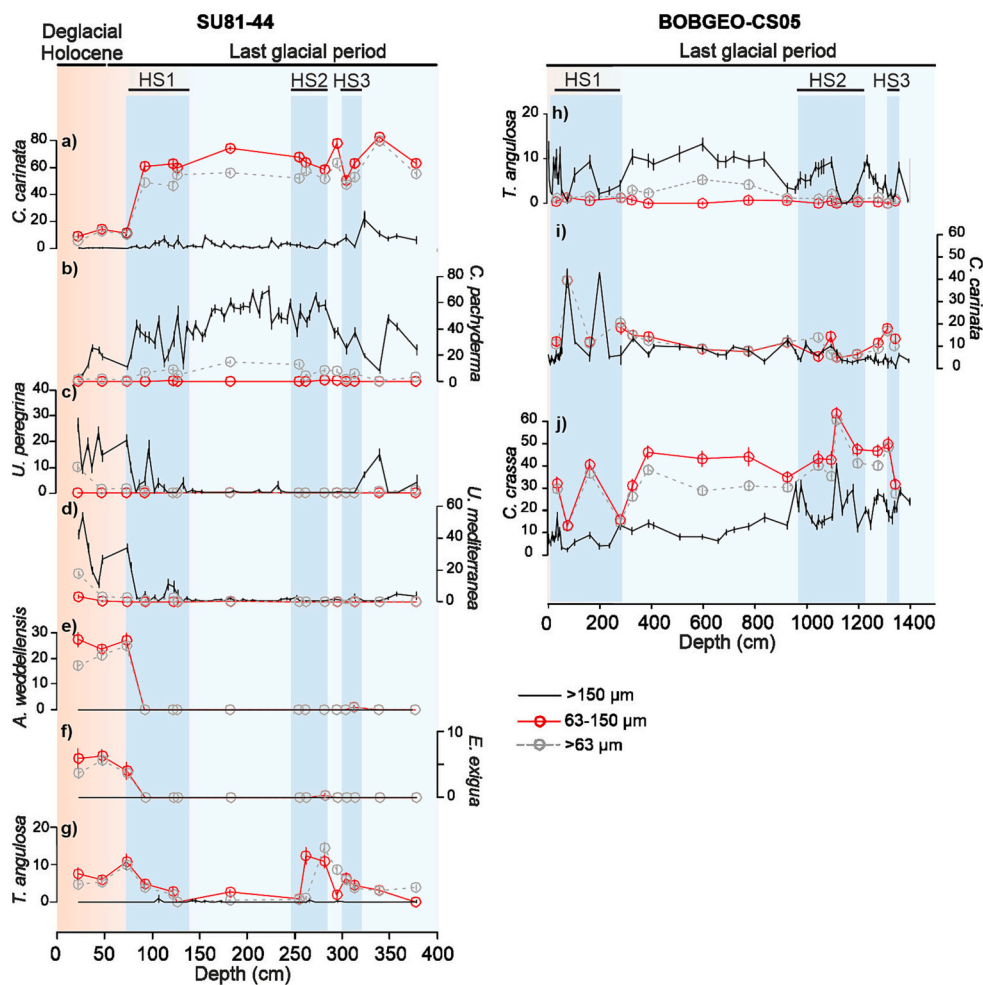 SU81-44
BOBGEO-CS05
Deglacial
Holocene
Last glacial period
Last glacial period
HS1
HS2
HS3
HS1
HS2
HS3
a)
C. carinata
80
60
40
20
0
b)
C. pachyderma
80
60
40
20
0
c)
U. peregrina
40
30
20
10
0
d)
U. mediterranea
60
40
20
0
e)
A. weddellensis
30
20
10
0
f)
E. exigua
10
0
g)
T. angulosa
20
10
0
0
50
100
150
200
250
300
350
400
Depth (cm)
h)
T. angulosa
20
10
0
i)
C. carinata
60
50
40
30
20
10
0
j)
C. crassa
60
50
40
30
20
10
0
0
200
400
600
800
1000
1200
1400
Depth (cm)
>150 µm
63-150 µm
>63 µm